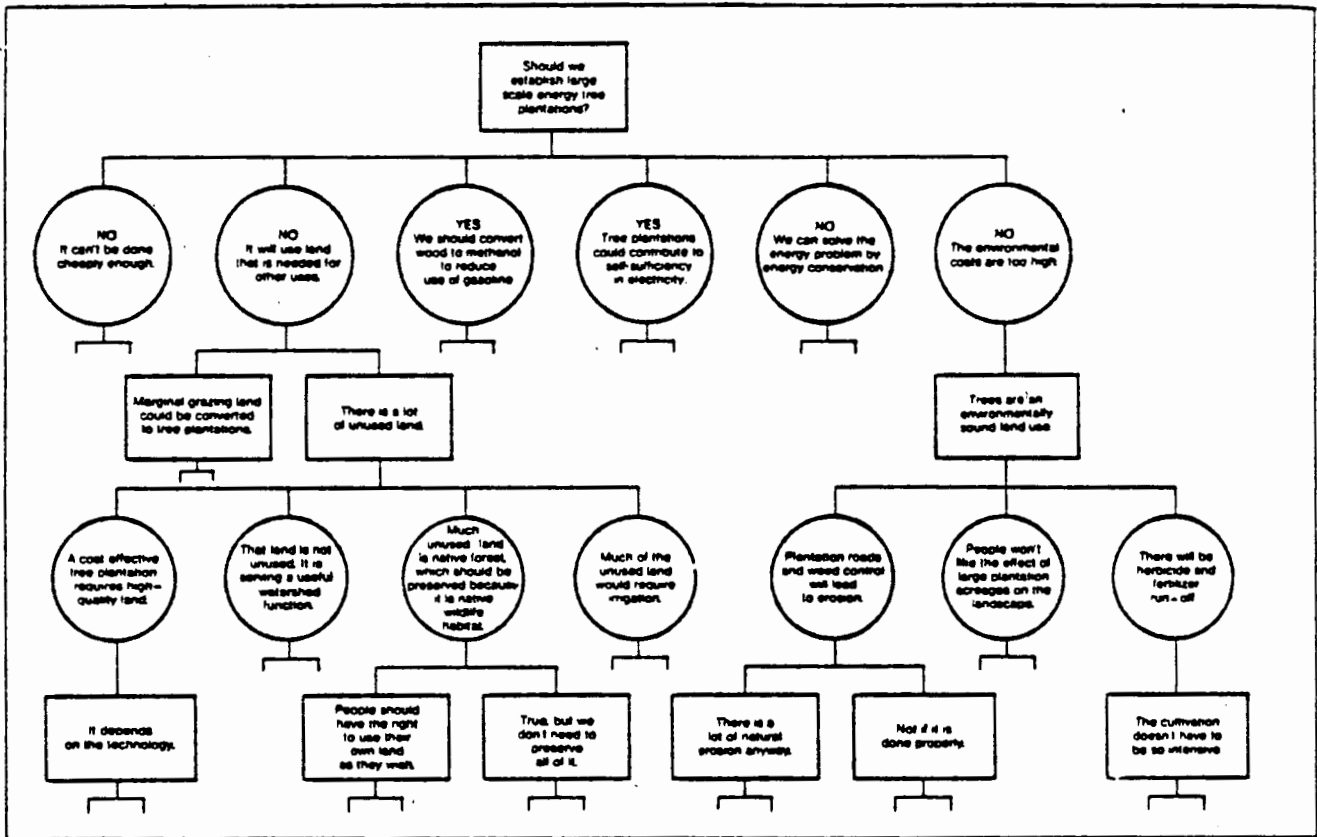 Should we
establish large
scale energy tree
plantations?
NO
It can't be done
cheaply enough.
NO
It will use land
that is needed for
other uses.
YES
We should convert
wood to methanol
to reduce
use of gasoline
YES
Tree plantations
could contribute to
self-sufficiency
in electricity.
NO
We can solve the
energy problem by
energy conservation
NO
The environmental
costs are too high.
Marginal grazing land
could be converted
to tree plantations.
There is a lot
of unused land.
Trees are an
environmentally
sound land use
A cost effective
tree plantation
requires high-
quality land.
That land is not
unused. It is
serving a useful
watershed
function.
Much
unused land
is native forest,
which should be
preserved because
it is native
wildlife
habitat.
Much of the
unused land
would require
irrigation.
Plantation roads
and weed control
will lead
to erosion.
People won't
like the effect of
large plantation
acreages on the
landscape.
There will be
herbicide and
fertilizer
run-off
It depends
on the technology.
People should
have the right
to use their
own land
as they wish.
True, but we
don't need to
preserve
all of it.
There is a
lot of natural
erosion anyway.
Not if it is
done properly.
The cultivation
doesn't have to
be so intensive